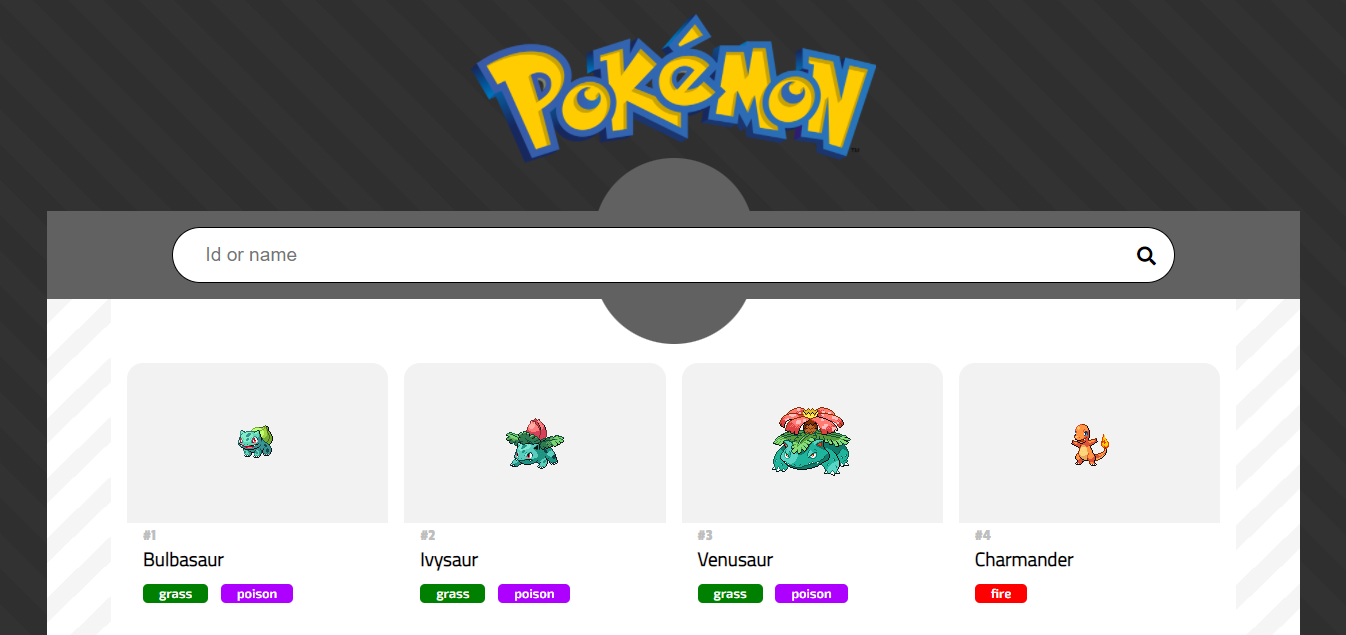 POKéMON
TM
Id or name
#1
Bulbasaur
grass poison
#2
Ivysaur
grass poison
#3
Venusaur
grass poison
#4
Charmander
fire